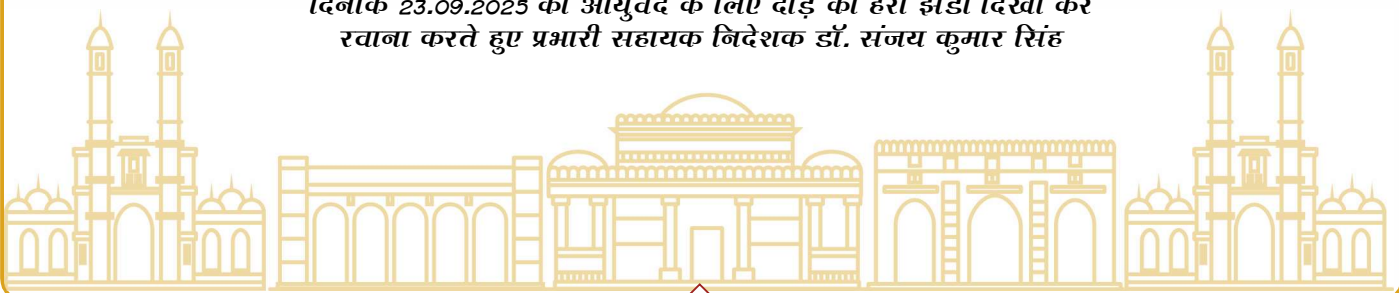 दिनांक 23.09.2025 को आयुर्वेद के लिए दौड़ को हरी झंडी दिखा कर
रवाना करते हुए प्रभारी सहायक निदेशक डॉ. संजय कुमार सिंह